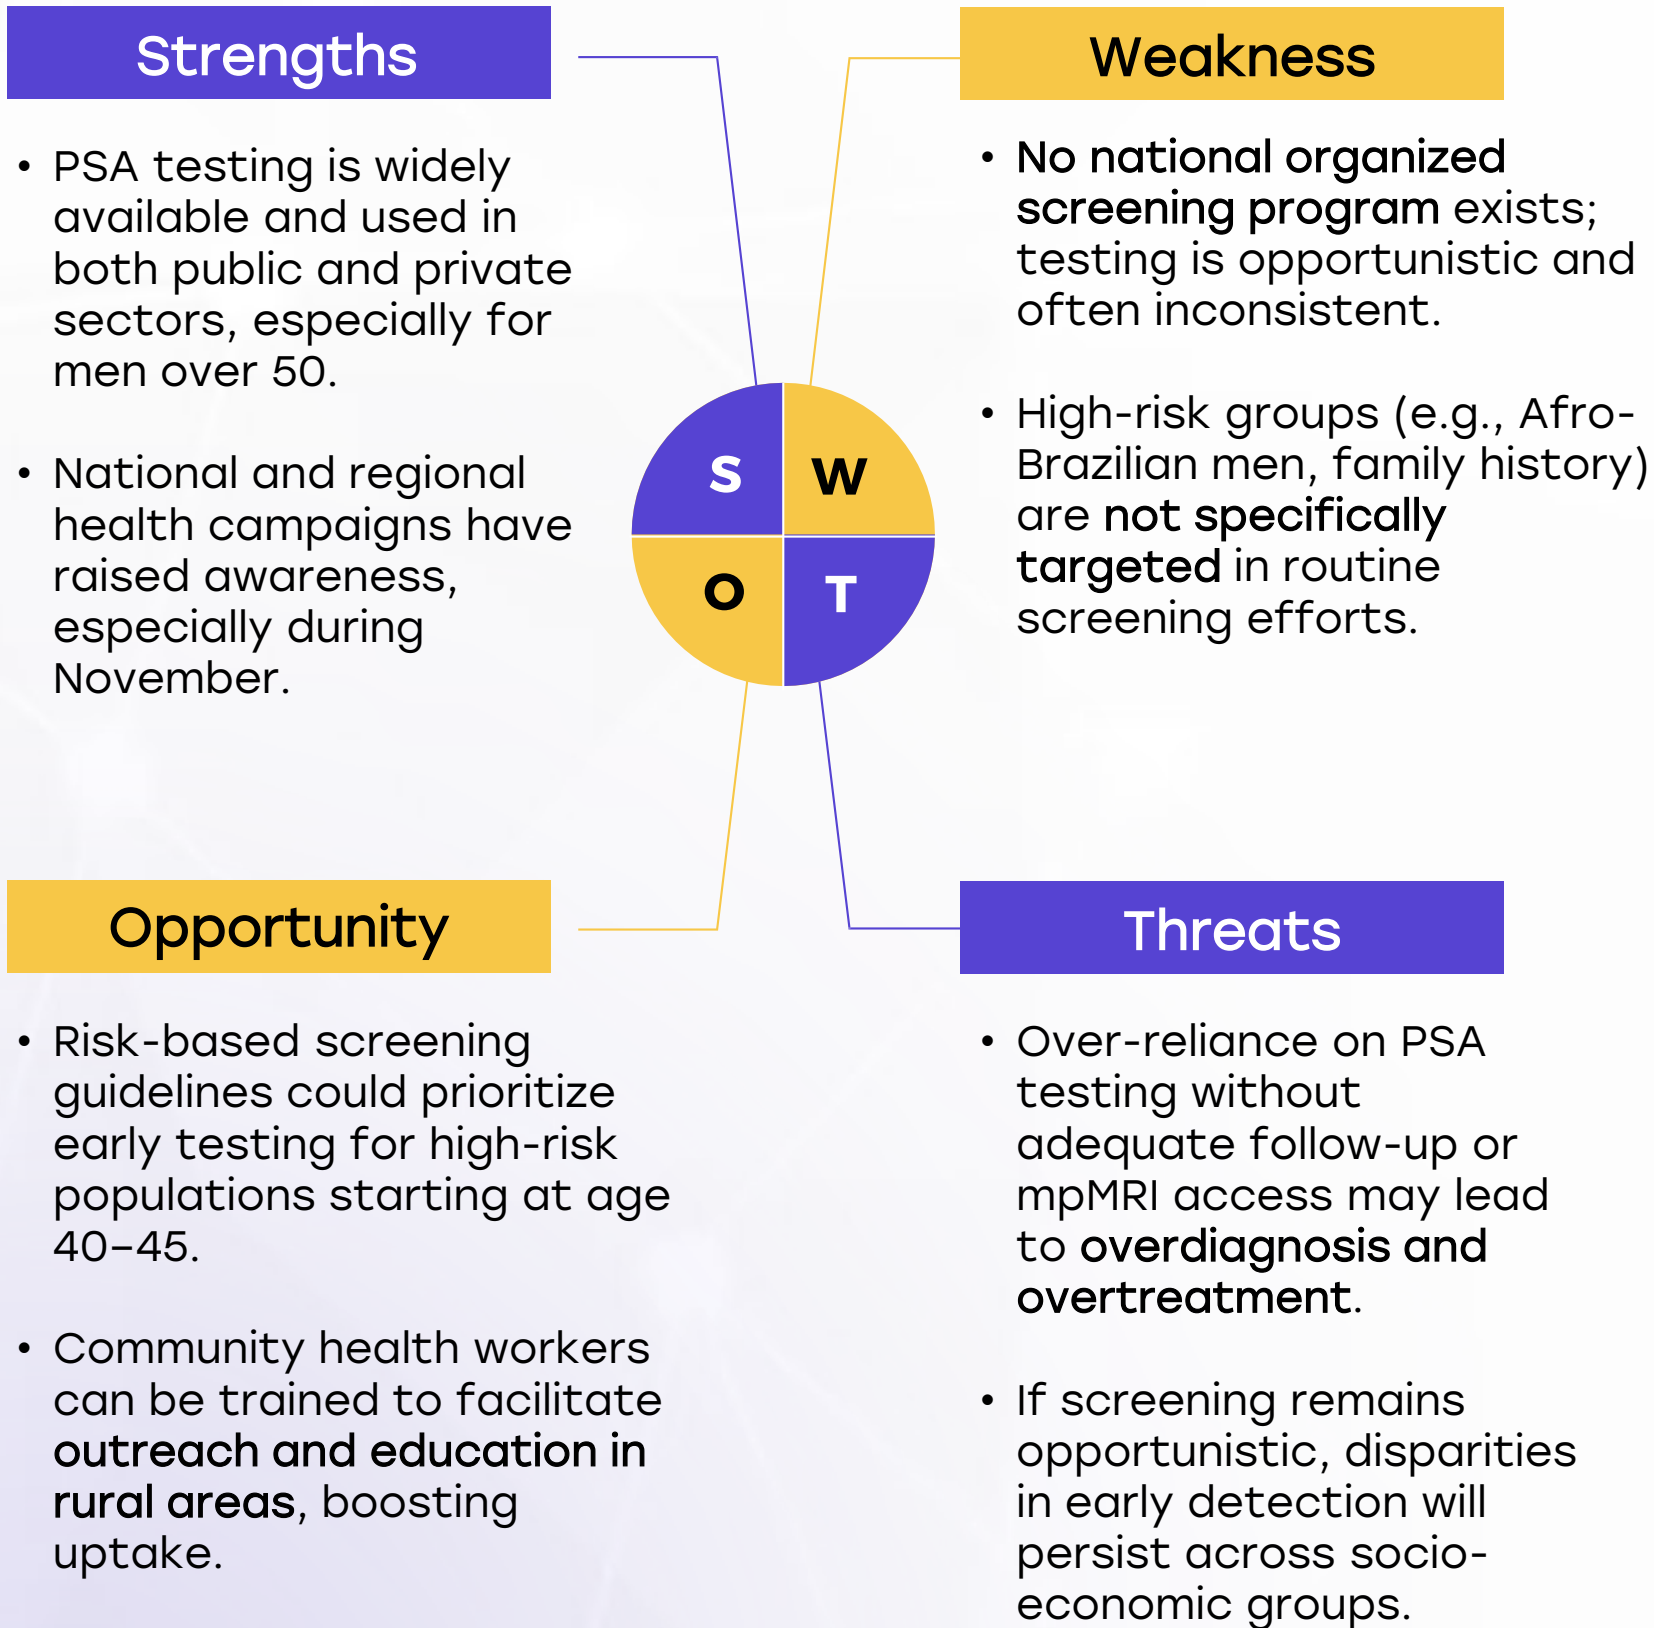 Strengths
• PSA testing is widely
available and used in
both public and private
sectors, especially for
men over 50.
• National and regional
health campaigns have
raised awareness,
especially during
November.
Weakness
• No national organized
screening program exists;
testing is opportunistic and
often inconsistent.
• High-risk groups (e.g., Afro-
Brazilian men, family history)
are not specifically
targeted in routine
screening efforts.
S
W
O
T
Opportunity
• Risk-based screening
guidelines could prioritize
early testing for high-risk
populations starting at age
40–45.
• Community health workers
can be trained to facilitate
outreach and education in
rural areas, boosting
uptake.
Threats
• Over-reliance on PSA
testing without
adequate follow-up or
mpMRI access may lead
to overdiagnosis and
overtreatment.
• If screening remains
opportunistic, disparities
in early detection will
persist across socio-
economic groups.